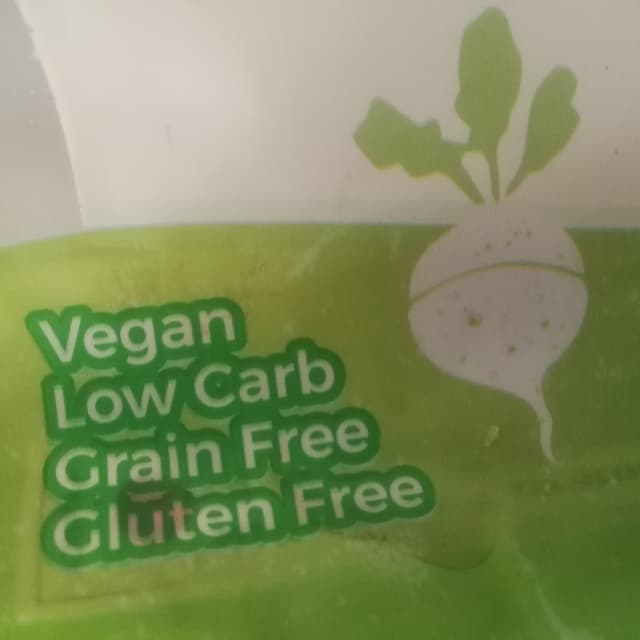 Vegan
Low Carb
Grain Free
Gluten Free